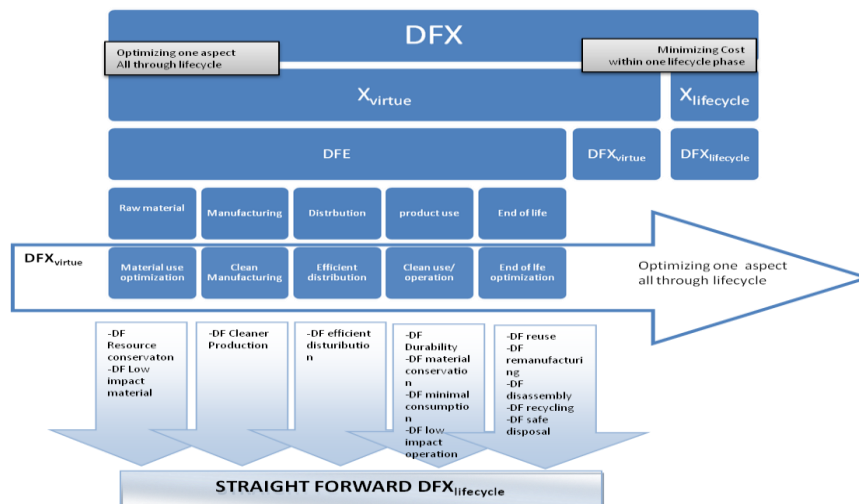 DFX
Optimizing one aspect
All through lifecycle
Minimizing Cost
within one lifecycle phase
Xvirtue
Xlifecycle
DFE
DFXvirtue
DFXlifecycle
Raw material
Manufacturing
Distrbution
product use
End of life
DFXvirtue
Material use
optimization
Clean
Manufacturing
Efficient
distribution
Clean use/
operation
End of lfe
optimization
Optimizing one aspect
all through lifecycle
-DF
Resource
conservaton
-DF Low
impact
material
-DF Cleaner
Production
-DF efficient
distuributio
n
-DF
Durability
-DF material
conservatio
n
-DF minimal
consumptio
n
-DF low
impact
operation
-DF reuse
-DF
remanufacturi
ng
-DF
disassembly
-DF recycling
-DF safe
disposal
STRAIGHT FORWARD DFXlifecycle